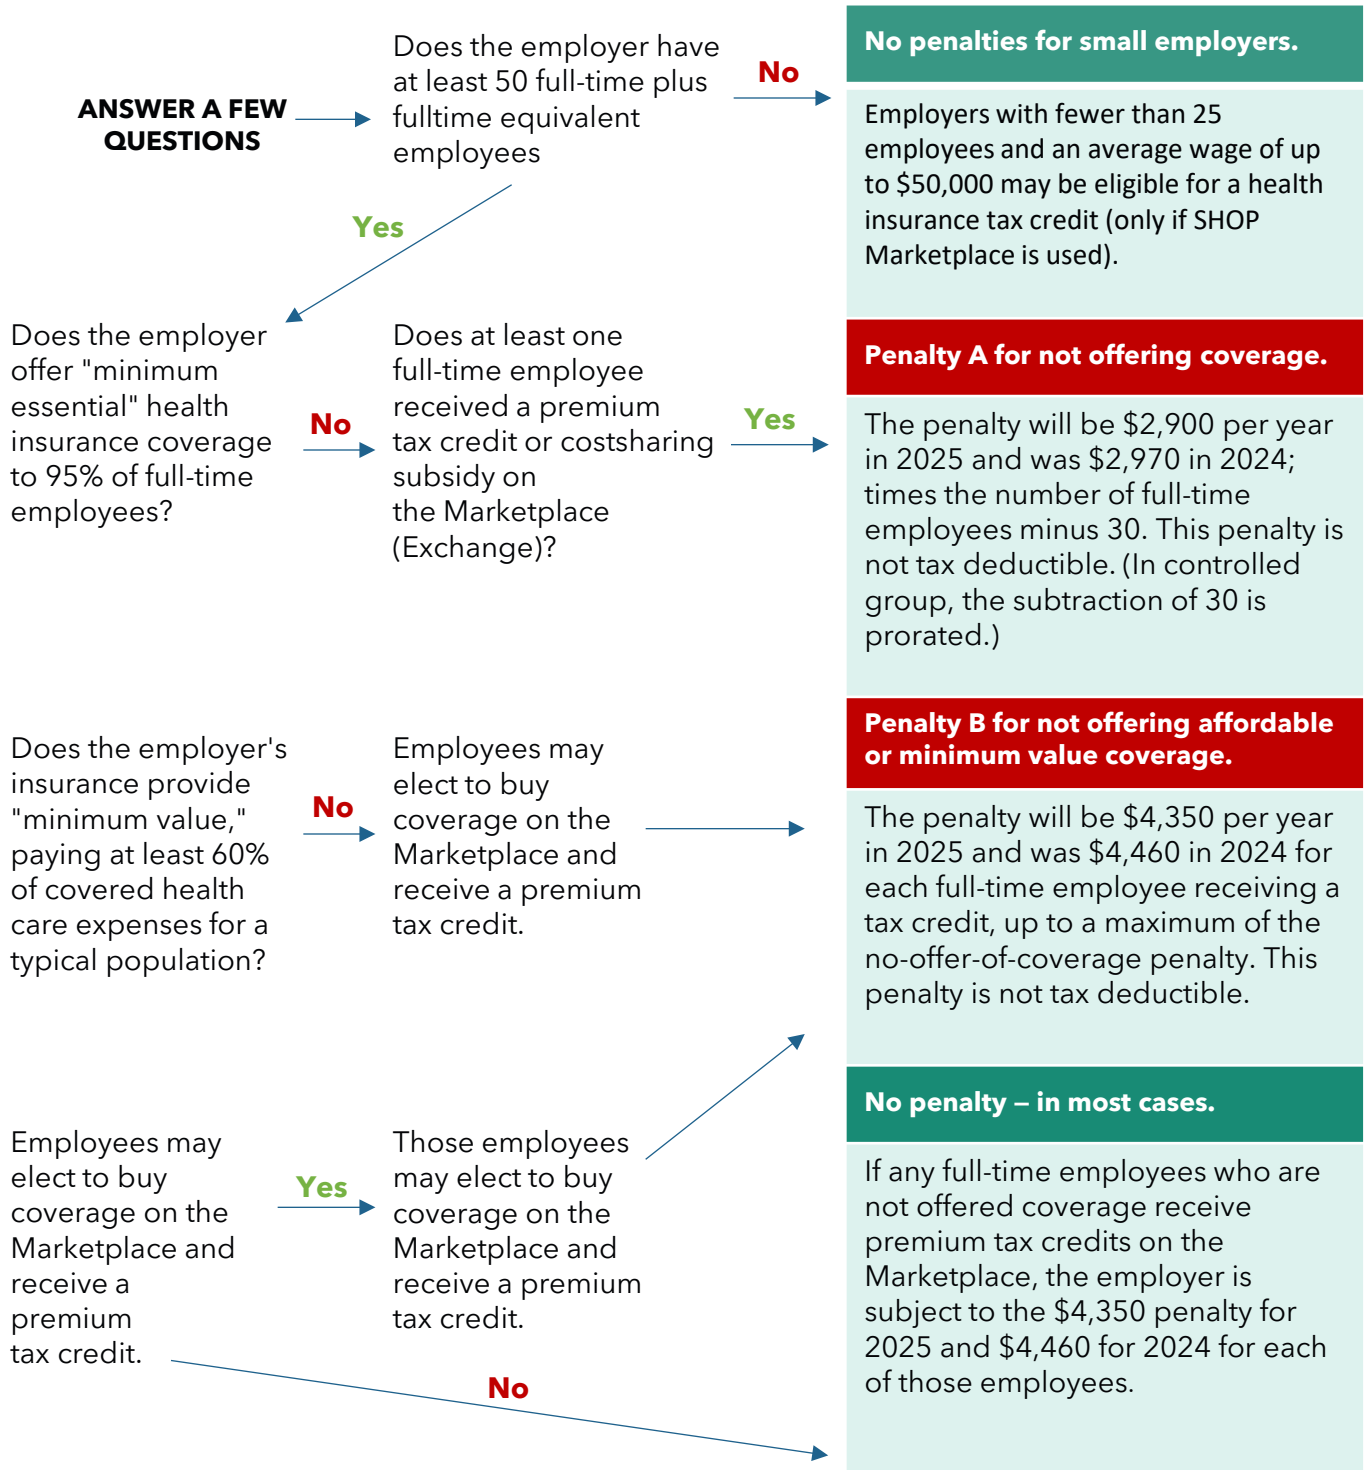 ANSWER A FEW
QUESTIONS
Does the employer have
at least 50 full-time plus
fulltime equivalent
employees
No
No penalties for small employers.
Employers with fewer than 25
employees and an average wage of up
to $50,000 may be eligible for a health
insurance tax credit (only if SHOP
Marketplace is used).
Yes
Does the employer
offer "minimum
essential" health
insurance coverage
to 95% of full-time
employees?
No
Does at least one
full-time employee
received a premium
tax credit or costsharing
subsidy on
the Marketplace
(Exchange)?
Yes
Penalty A for not offering coverage.
The penalty will be $2,900 per year
in 2025 and was $2,970 in 2024;
times the number of full-time
employees minus 30. This penalty is
not tax deductible. (In controlled
group, the subtraction of 30 is
prorated.)
Does the employer's
insurance provide
"minimum value,"
paying at least 60%
of covered health
care expenses for a
typical population?
No
Employees may
elect to buy
coverage on the
Marketplace and
receive a premium
tax credit.
Penalty B for not offering affordable
or minimum value coverage.
The penalty will be $4,350 per year
in 2025 and was $4,460 in 2024 for
each full-time employee receiving a
tax credit, up to a maximum of the
no-offer-of-coverage penalty. This
penalty is not tax deductible.
Employees may
elect to buy
coverage on the
Marketplace and
receive a
premium
tax credit.
Yes
Those employees
may elect to buy
coverage on the
Marketplace and
receive a premium
tax credit.
No
No penalty – in most cases.
If any full-time employees who are
not offered coverage receive
premium tax credits on the
Marketplace, the employer is
subject to the $4,350 penalty for
2025 and $4,460 for 2024 for each
of those employees.